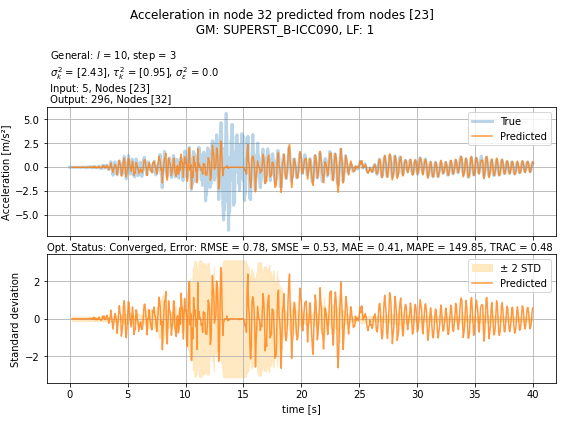 Acceleration in node 32 predicted from nodes [23]
GM: SUPERST_B-ICC090, LF: 1
General: l = 10, step = 3
σ²ₖ = [2.43], τ²ₖ = [0.95], σ²ε = 0.0
Input: 5, Nodes [23]
Output: 296, Nodes [32]
Acceleration [m/s²]
5.0
2.5
0.0
−2.5
−5.0
True
Predicted
Opt. Status: Converged, Error: RMSE = 0.78, SMSE = 0.53, MAE = 0.41, MAPE = 149.85, TRAC = 0.48
Standard deviation
2
0
−2
± 2 STD
Predicted
0 5 10 15 20 25 30 35 40
time [s]